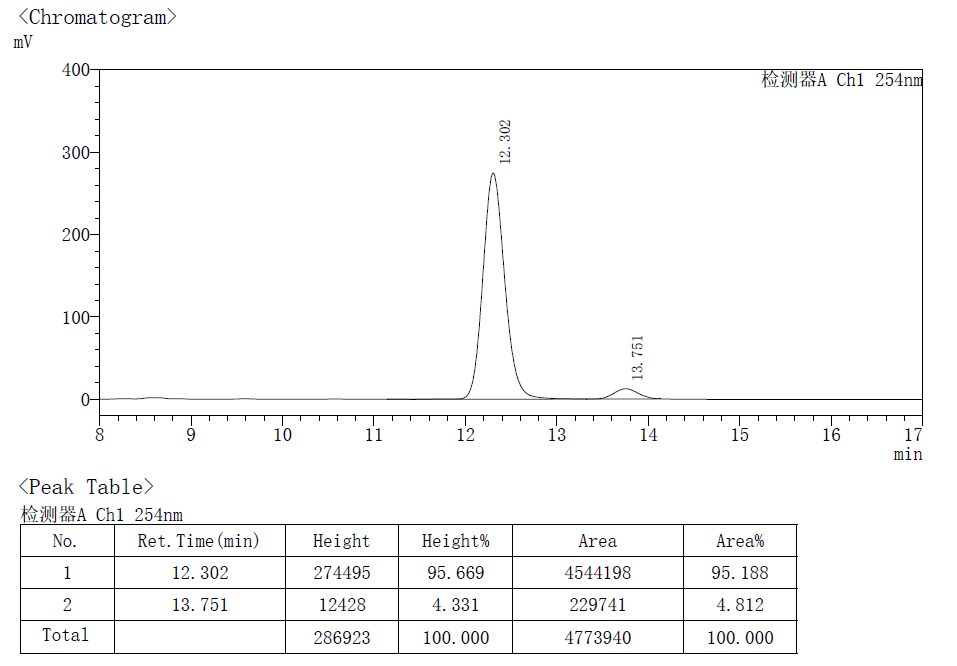 <Chromatogram>
mV
检测器A Ch1 254nm
400
300
200
100
0
12.302
13.751
8 9 10 11 12 13 14 15 16 17
min
<Peak Table>
检测器A Ch1 254nm
No. Ret.Time(min) Height Height% Area Area%
1 12.302 274495 95.669 4544198 95.188
2 13.751 12428 4.331 229741 4.812
Total 286923 100.000 4773940 100.000